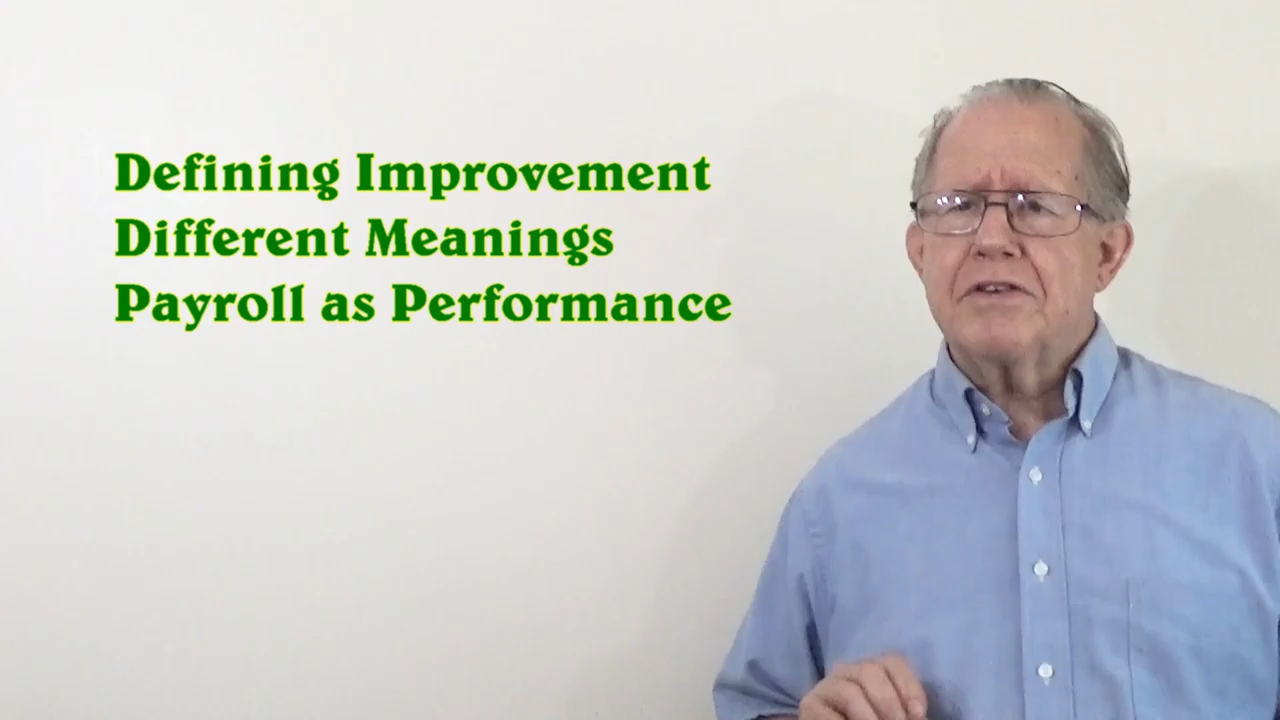 Defining Improvement
Different Meanings
Payroll as Performance